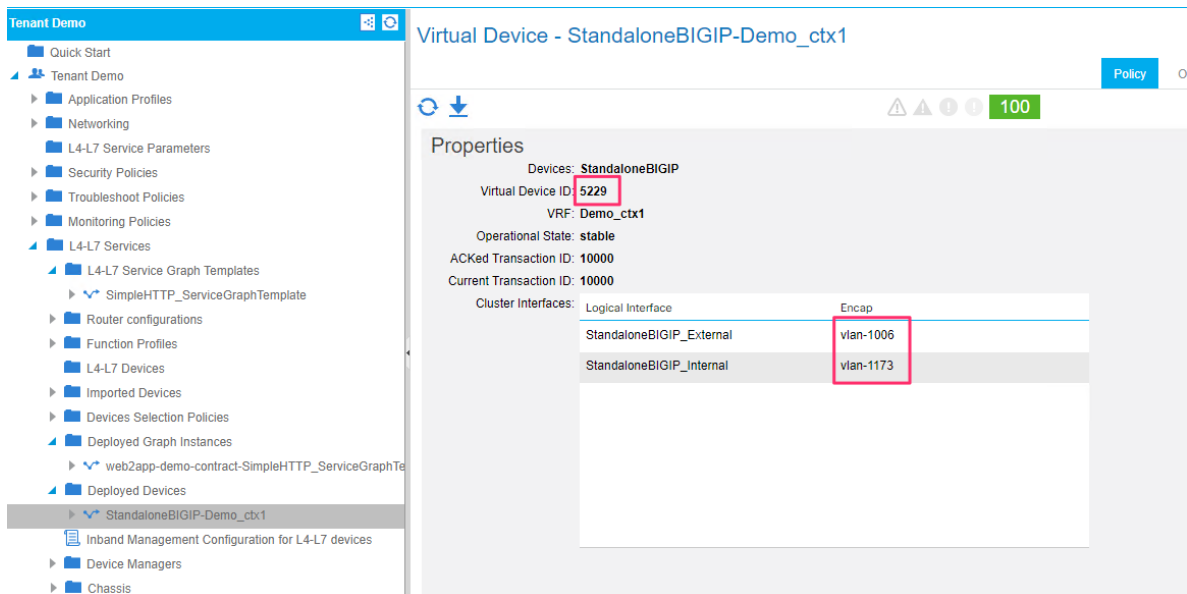 Tenant Demo
Quick Start
Tenant Demo
Application Profiles
Networking
L4-L7 Service Parameters
Security Policies
Troubleshoot Policies
Monitoring Policies
L4-L7 Services
L4-L7 Service Graph Templates
SimpleHTTP_ServiceGraphTemplate
Router configurations
Function Profiles
L4-L7 Devices
Imported Devices
Devices Selection Policies
Deployed Graph Instances
web2app-demo-contract-SimpleHTTP_ServiceGraphTe
Deployed Devices
StandaloneBIGIP-Demo_ctx1
Inband Management Configuration for L4-L7 devices
Device Managers
Chassis
Virtual Device - StandaloneBIGIP-Demo_ctx1
Policy O
100
Properties
Devices: StandaloneBIGIP
Virtual Device ID: 5229
VRF: Demo_ctx1
Operational State: stable
ACKed Transaction ID: 10000
Current Transaction ID: 10000
Cluster Interfaces: Logical Interface Encap
StandaloneBIGIP_External vlan-1006
StandaloneBIGIP_Internal vlan-1173